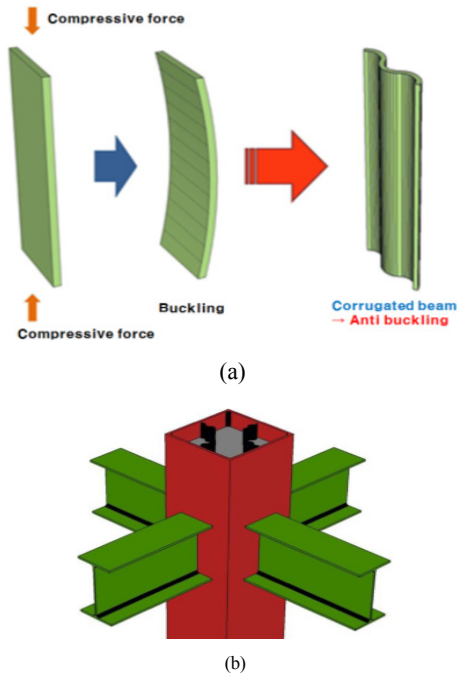 Compressive force
Buckling
Compressive force
Corrugated beam
→ Anti buckling
(a)
(b)